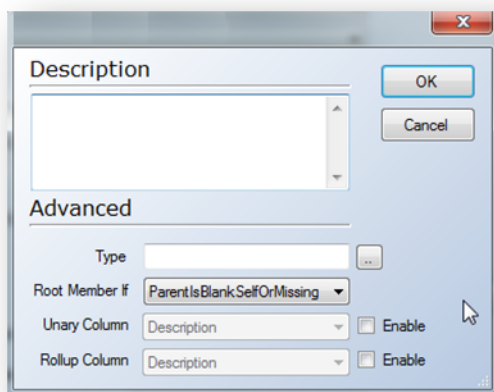 Description
OK
Cancel
Advanced
Type ..
Root Member If ParentIsBlankSelfOrMissing
Unary Column Description Enable
Rollup Column Description Enable